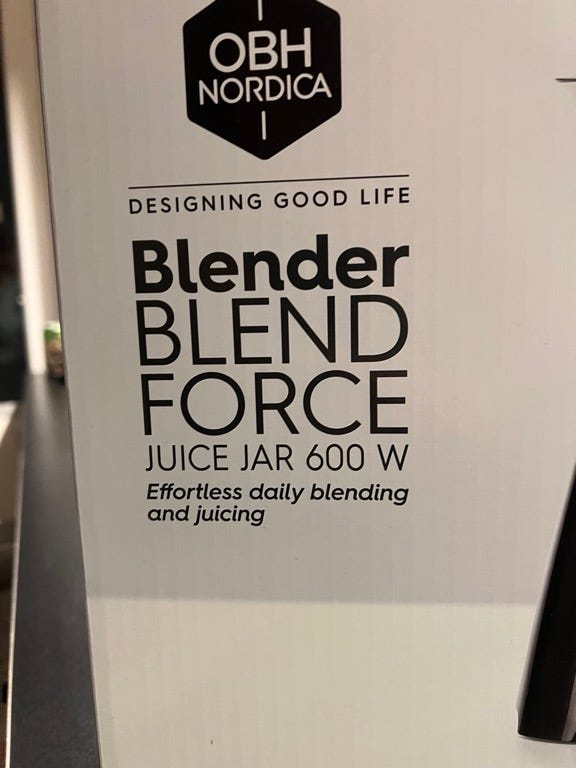 OBH
NORDICA
DESIGNING GOOD LIFE
Blender
BLEND
FORCE
JUICE JAR 600 W
Effortless daily blending
and juicing